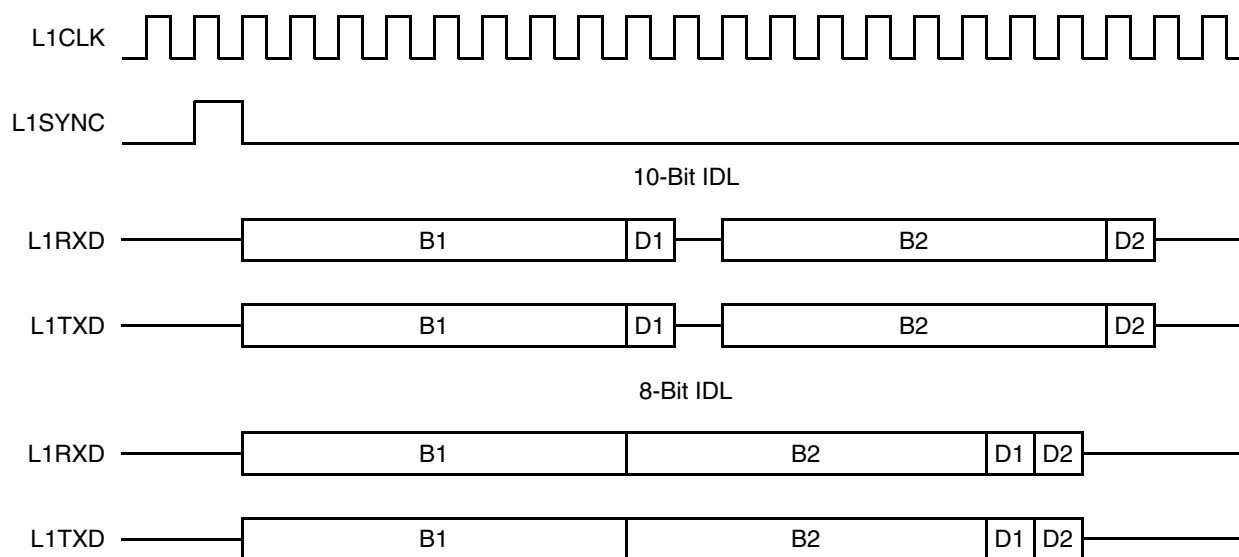 L1CLK
L1SYNC
10-Bit IDL
L1RXD B1 D1 B2 D2
L1TXD B1 D1 B2 D2
8-Bit IDL
L1RXD B1 B2 D1 D2
L1TXD B1 B2 D1 D2